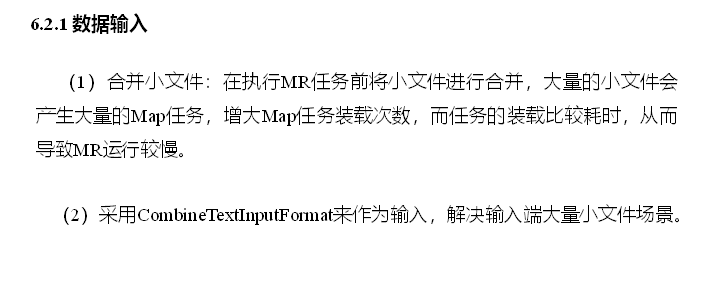 6.2.1 数据输入
（1）合并小文件：在执行MR任务前将小文件进行合并，大量的小文件会
产生大量的Map任务，增大Map任务装载次数，而任务的装载比较耗时，从而
导致MR运行较慢。
（2）采用CombineTextInputFormat来作为输入，解决输入端大量小文件场景。